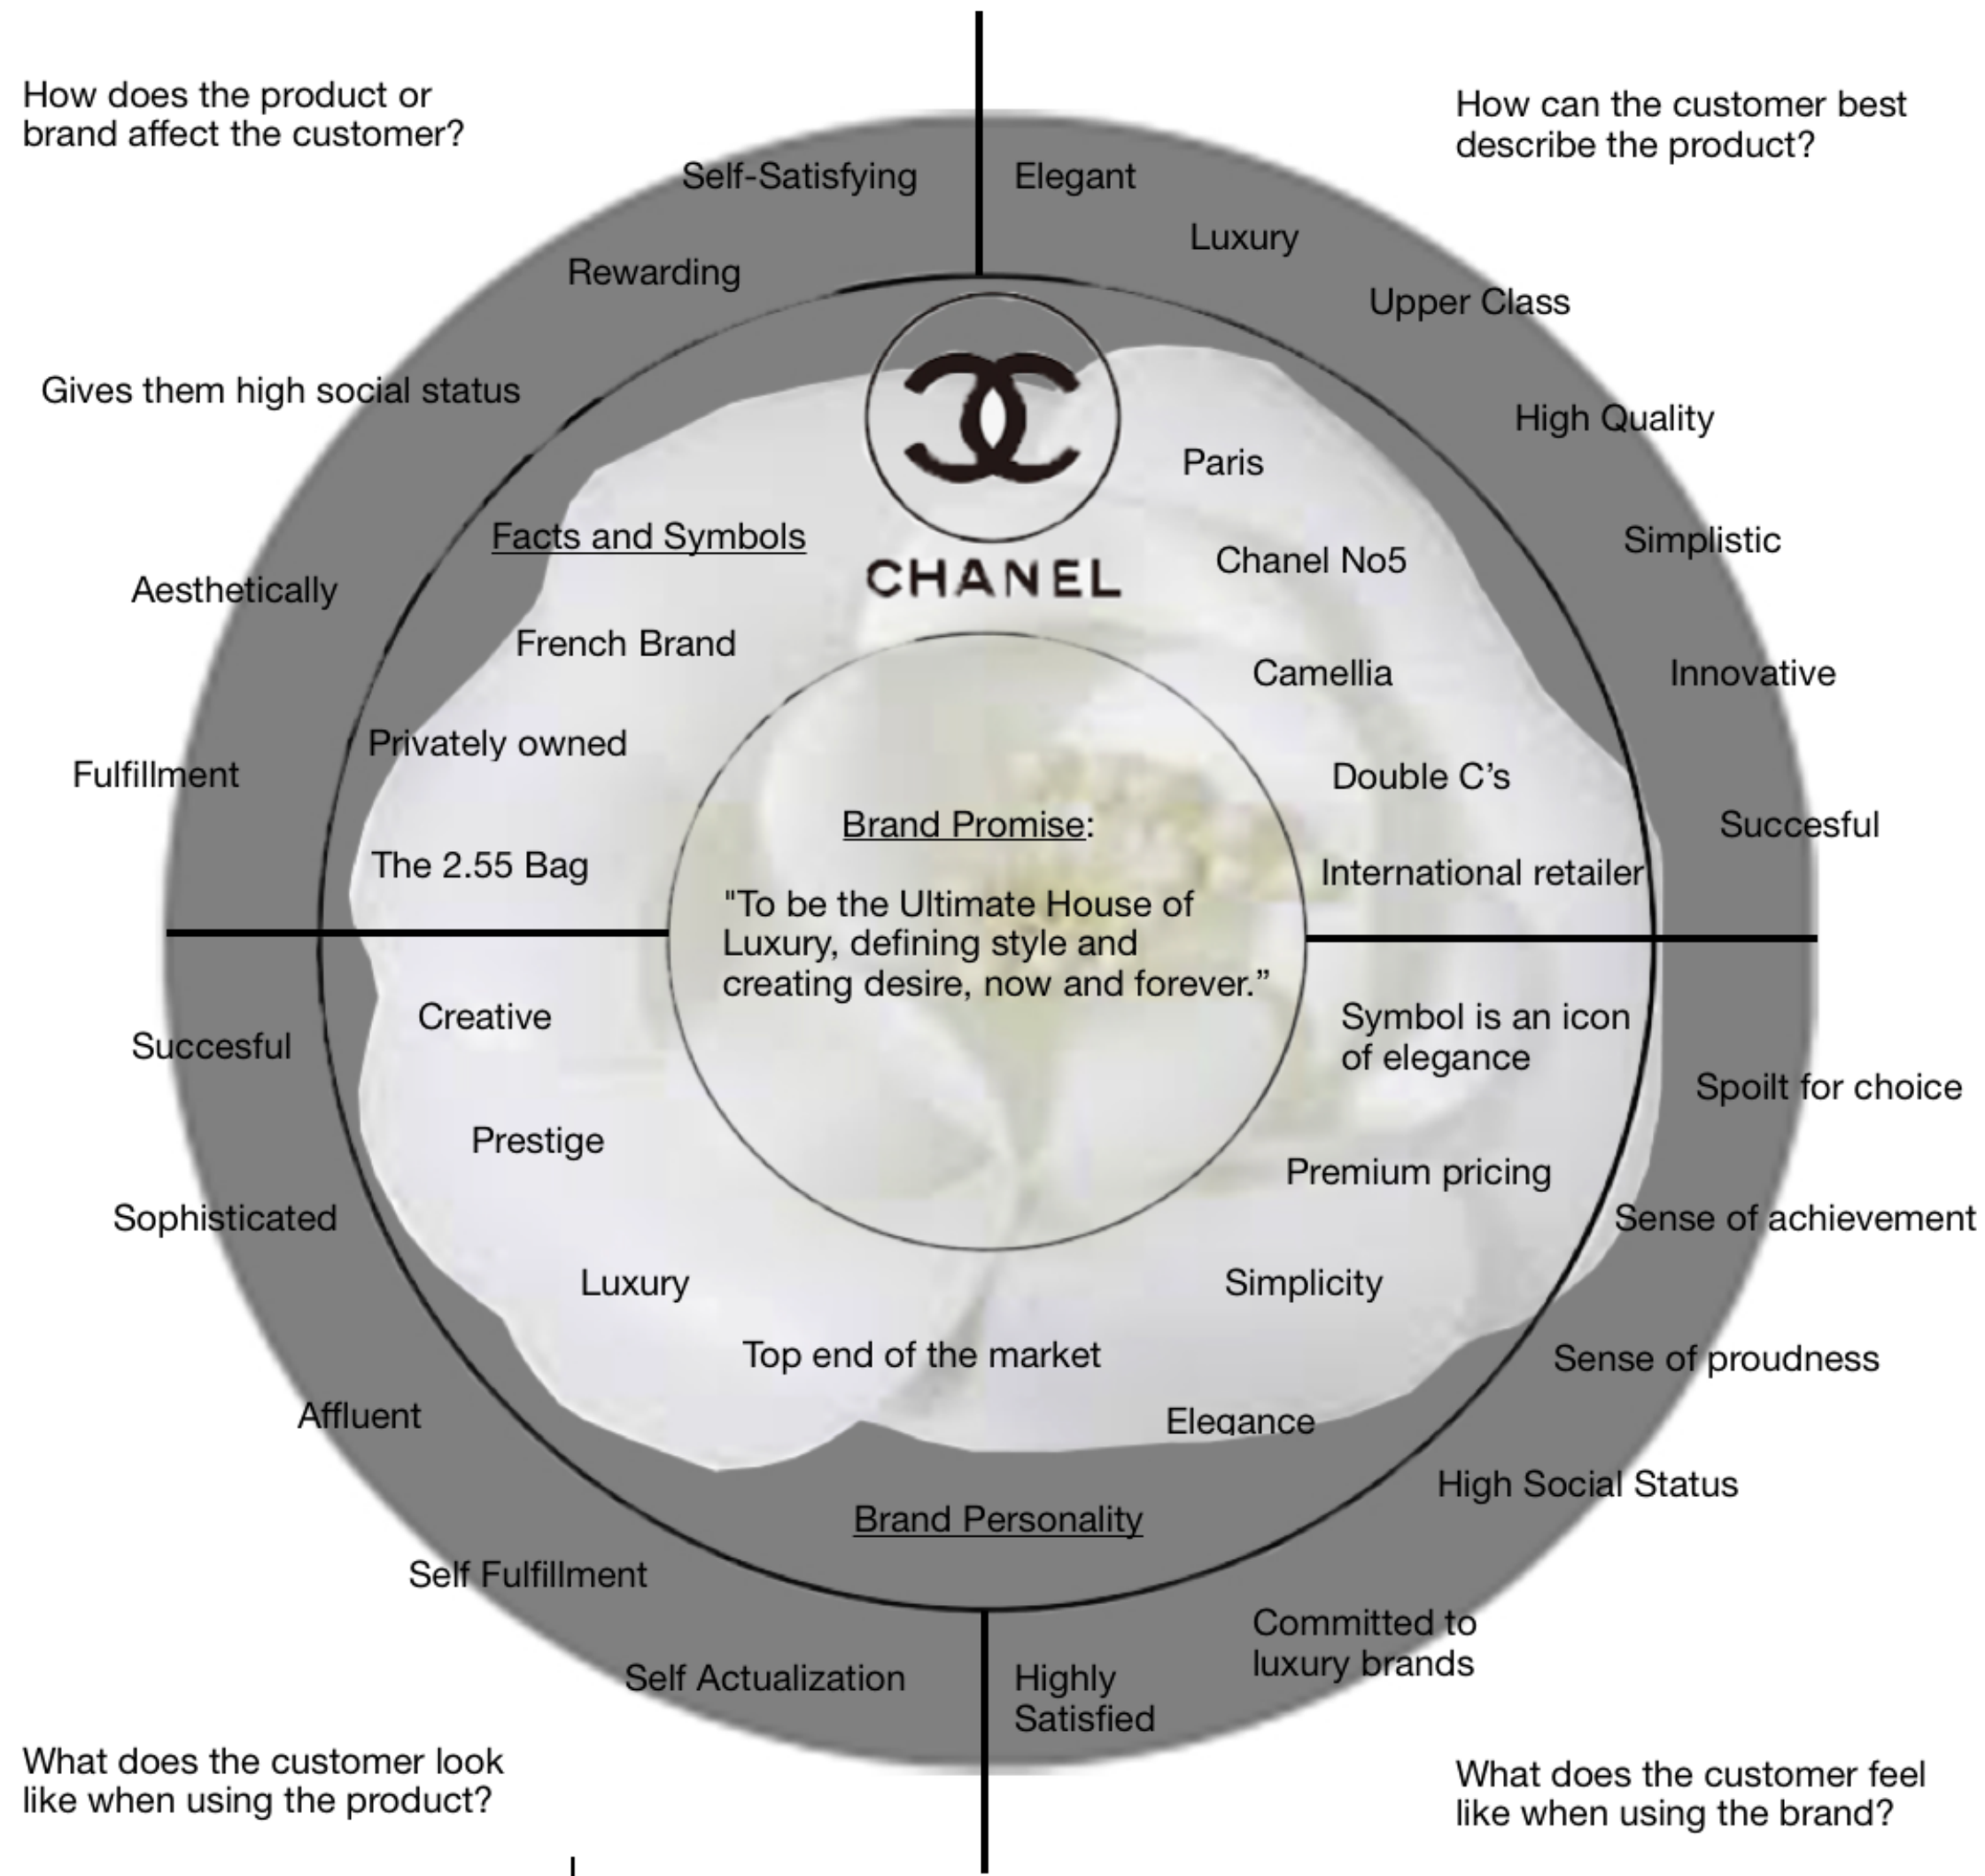 How does the product or
brand affect the customer?
How can the customer best
describe the product?
Self-Satisfying
Elegant
Luxury
Rewarding
Upper Class
Gives them high social status
High Quality
Paris
Facts and Symbols
Simplistic
Chanel No5
CHANEL
Aesthetically
French Brand
Camellia
Innovative
Privately owned
Fulfillment
Double C’s
Brand Promise:
Succesful
The 2.55 Bag
International retailer
"To be the Ultimate House of
Luxury, defining style and
creating desire, now and forever.”
Creative
Symbol is an icon
of elegance
Succesful
Spoilt for choice
Prestige
Premium pricing
Sophisticated
Sense of achievement
Luxury
Simplicity
Top end of the market
Sense of proudness
Affluent
Elegance
High Social Status
Brand Personality
Self Fulfillment
Committed to
luxury brands
Self Actualization
Highly
Satisfied
What does the customer look
like when using the product?
What does the customer feel
like when using the brand?